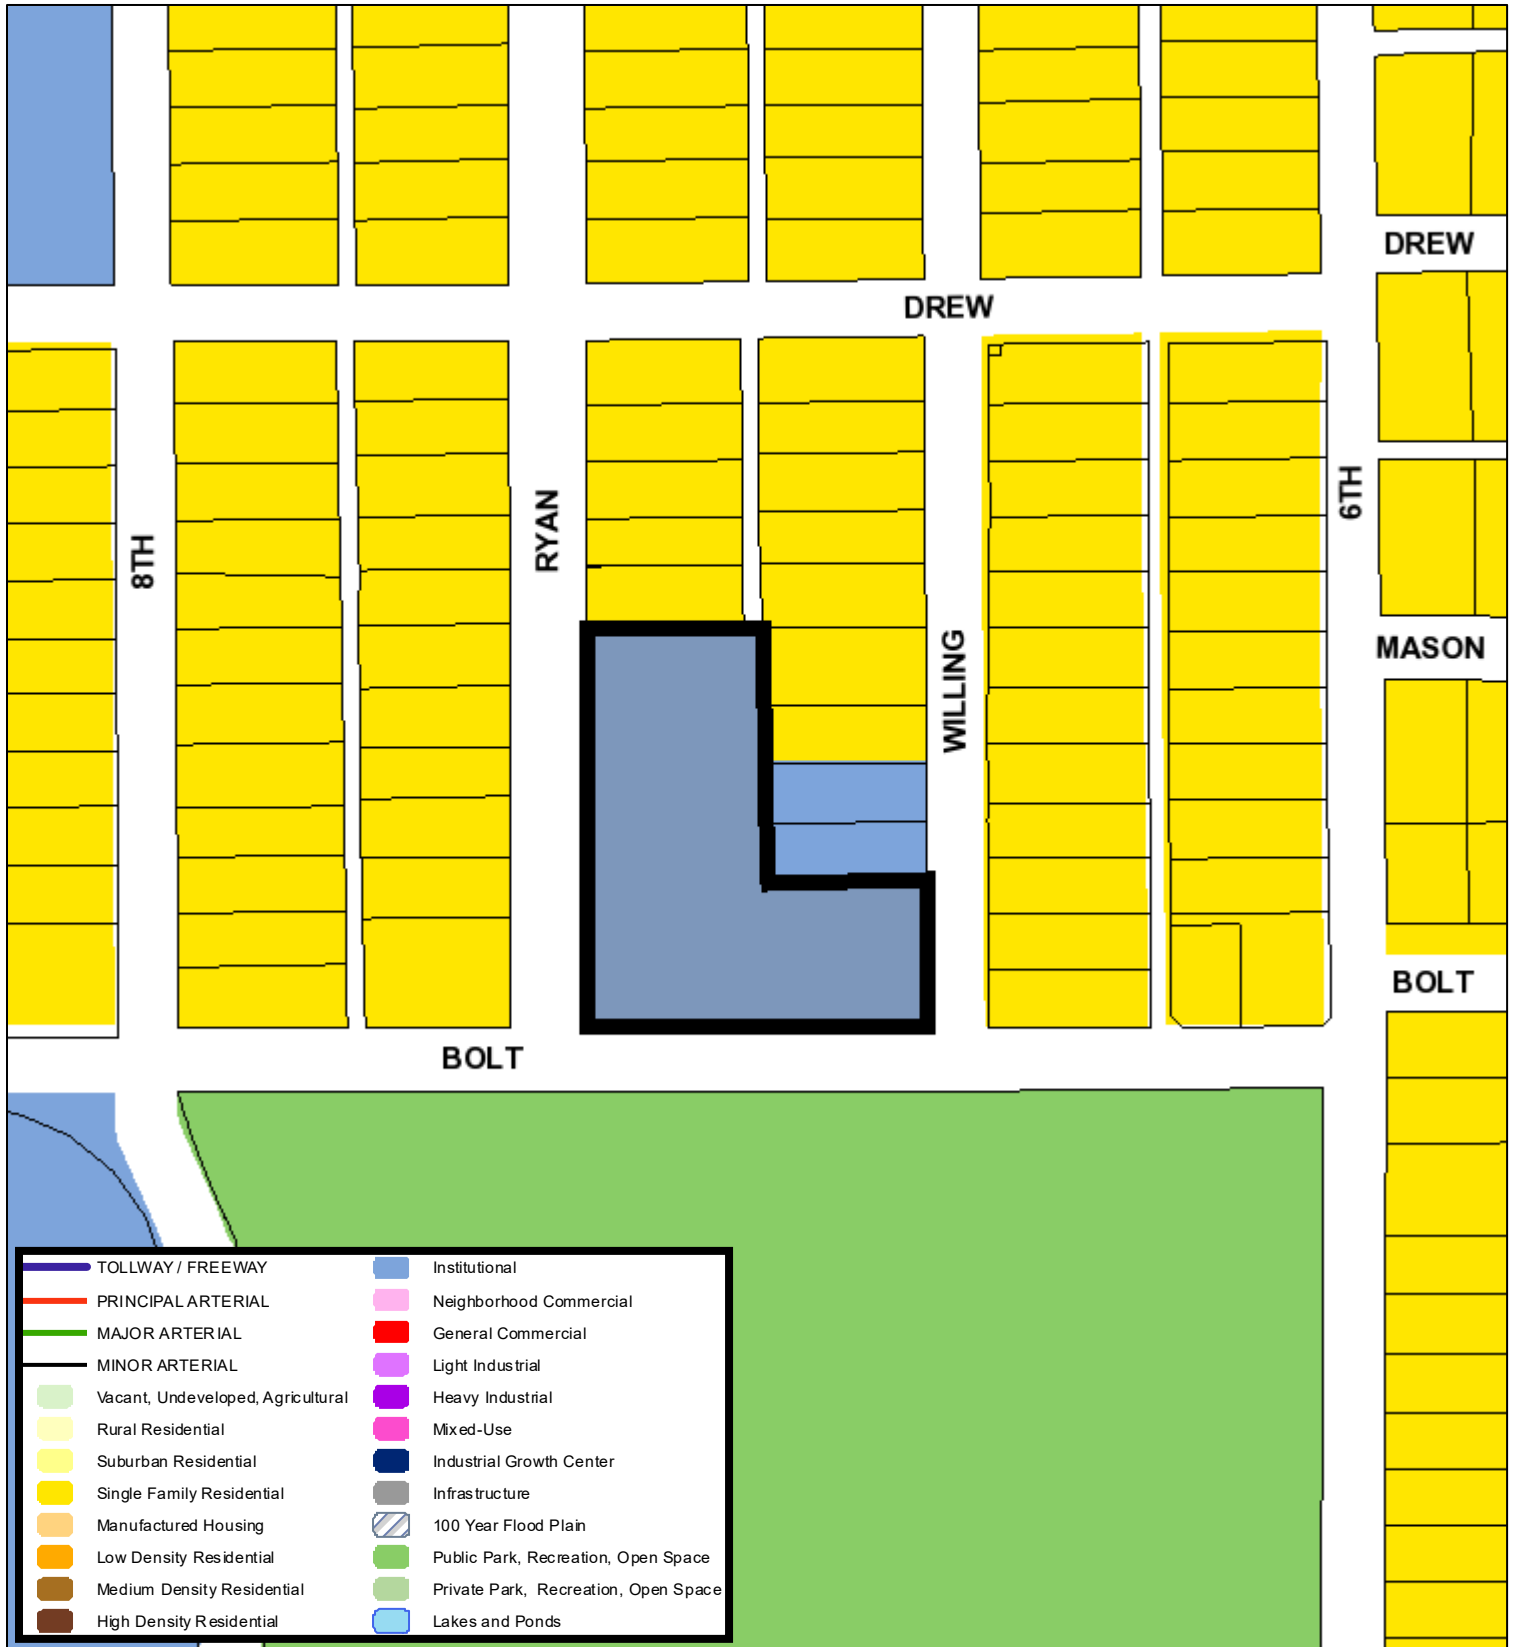 DREW
DREW
6TH
RYAN
8TH
WILLING
MASON
BOLT
BOLT
TOLLWAY / FREEWAY
PRINCIPAL ARTERIAL
MAJOR ARTERIAL
MINOR ARTERIAL
Vacant, Undeveloped, Agricultural
Rural Residential
Suburban Residential
Single Family Residential
Manufactured Housing
Low Density Residential
Medium Density Residential
High Density Residential
Institutional
Neighborhood Commercial
General Commercial
Light Industrial
Heavy Industrial
Mixed-Use
Industrial Growth Center
Infrastructure
100 Year Flood Plain
Public Park, Recreation, Open Space
Private Park, Recreation, Open Space
Lakes and Ponds